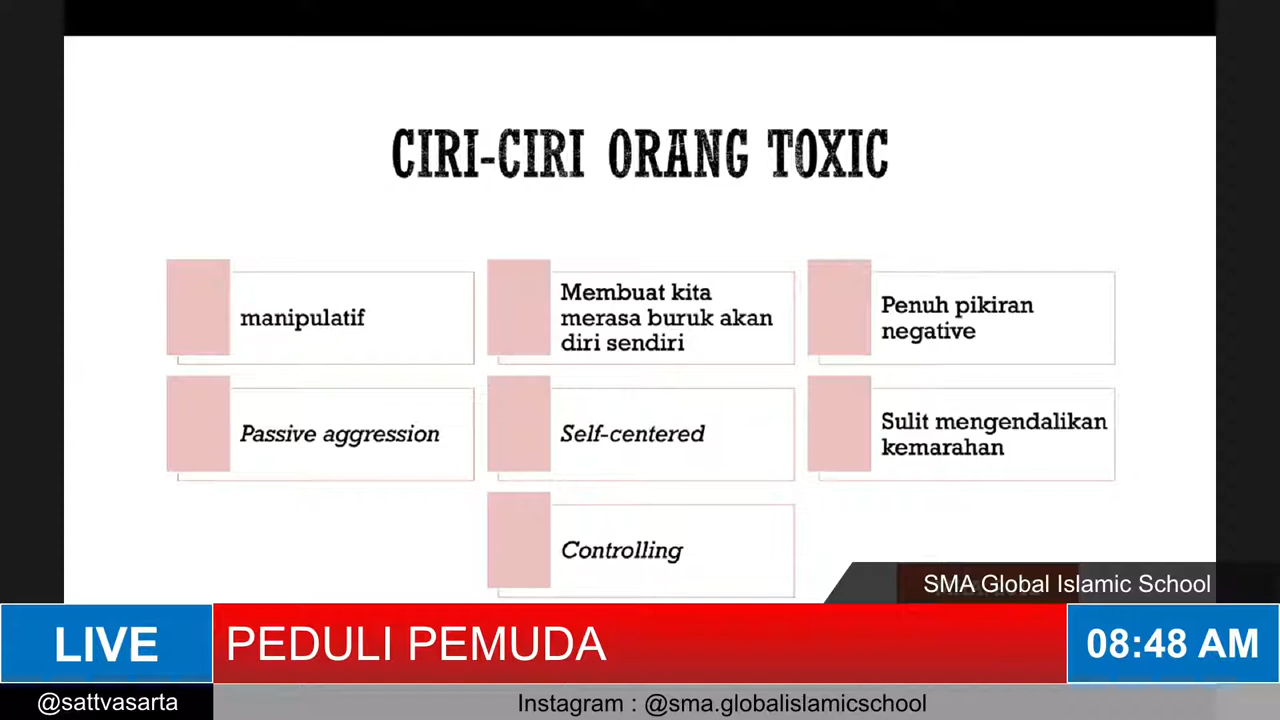 CIRI-CIRI ORANG TOXIC
manipulatif
Membuat kita
merasa buruk akan
diri sendiri
Penuh pikiran
negative
Passive aggression
Self-centered
Sulit mengendalikan
kemarahan
Controlling
SMA Global Islamic School
LIVE
PEDULI PEMUDA
08:48 AM
@sattvasarta
Instagram : @sma.globalislamicschool